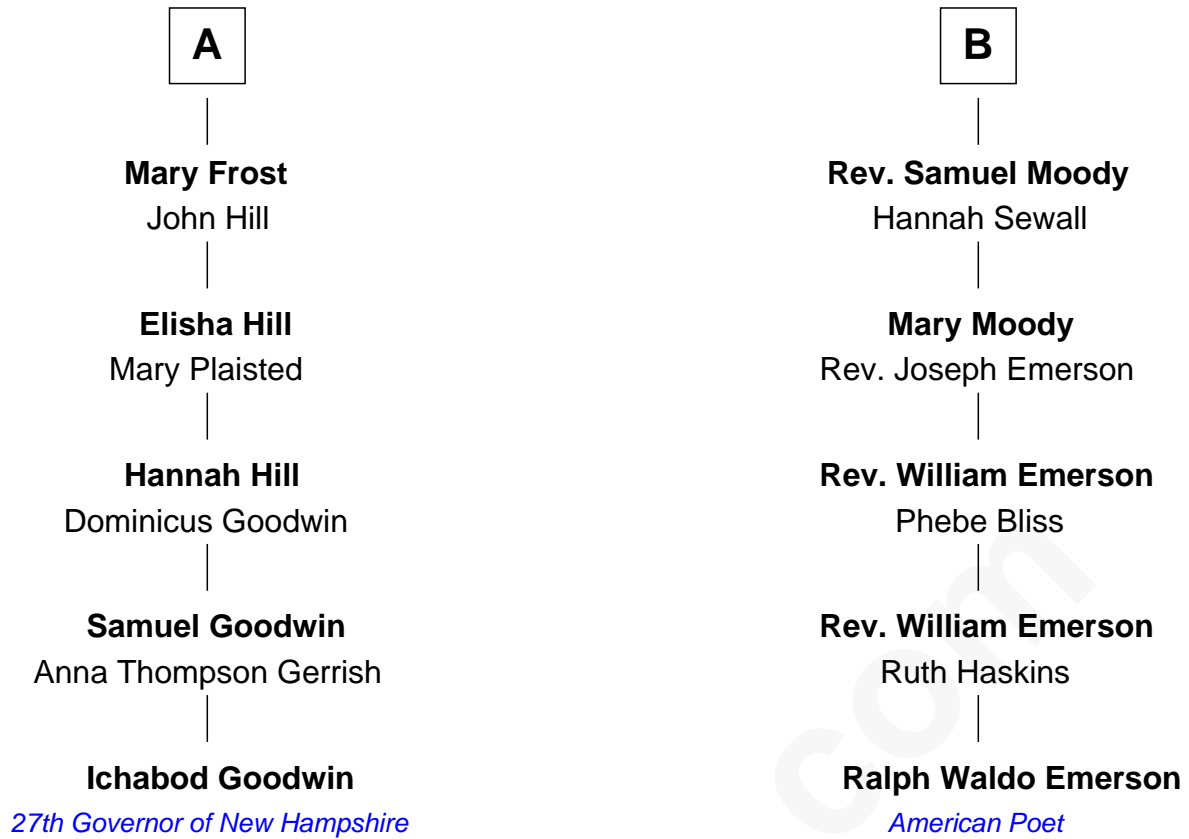 A
Mary Frost
John Hill
Elisha Hill
Mary Plaisted
Hannah Hill
Dominicus Goodwin
Samuel Goodwin
Anna Thompson Gerrish
Ichabod Goodwin
27th Governor of New Hampshire
B
Rev. Samuel Moody
Hannah Sewall
Mary Moody
Rev. Joseph Emerson
Rev. William Emerson
Phebe Bliss
Rev. William Emerson
Ruth Haskins
Ralph Waldo Emerson
American Poet
com